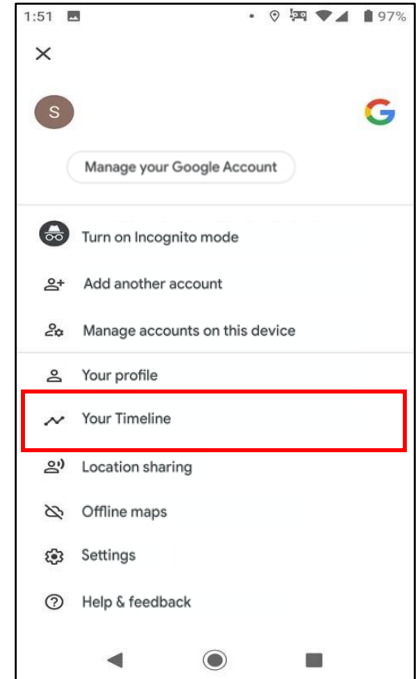 1:51 97%
S
Manage your Google Account
Turn on Incognito mode
Add another account
Manage accounts on this device
Your profile
Your Timeline
Location sharing
Offline maps
Settings
Help & feedback